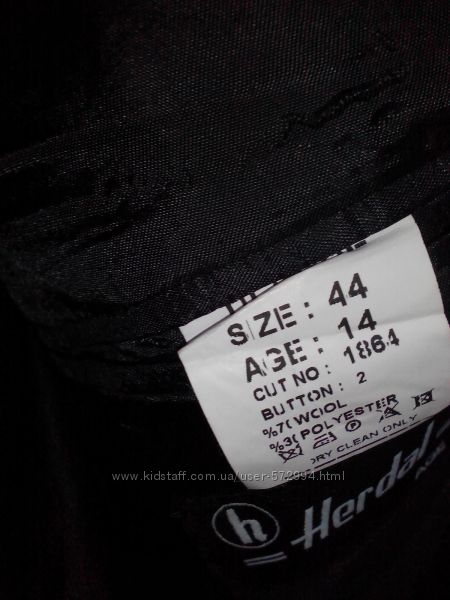 SIZE : 44
AGE : 14
CUT NO : 1864
BUTTON : 2
%70 WOOL
%30 POLYESTER
DRY CLEAN ONLY
www.kidstaff.com.ua/user-572994.html
h Herdal